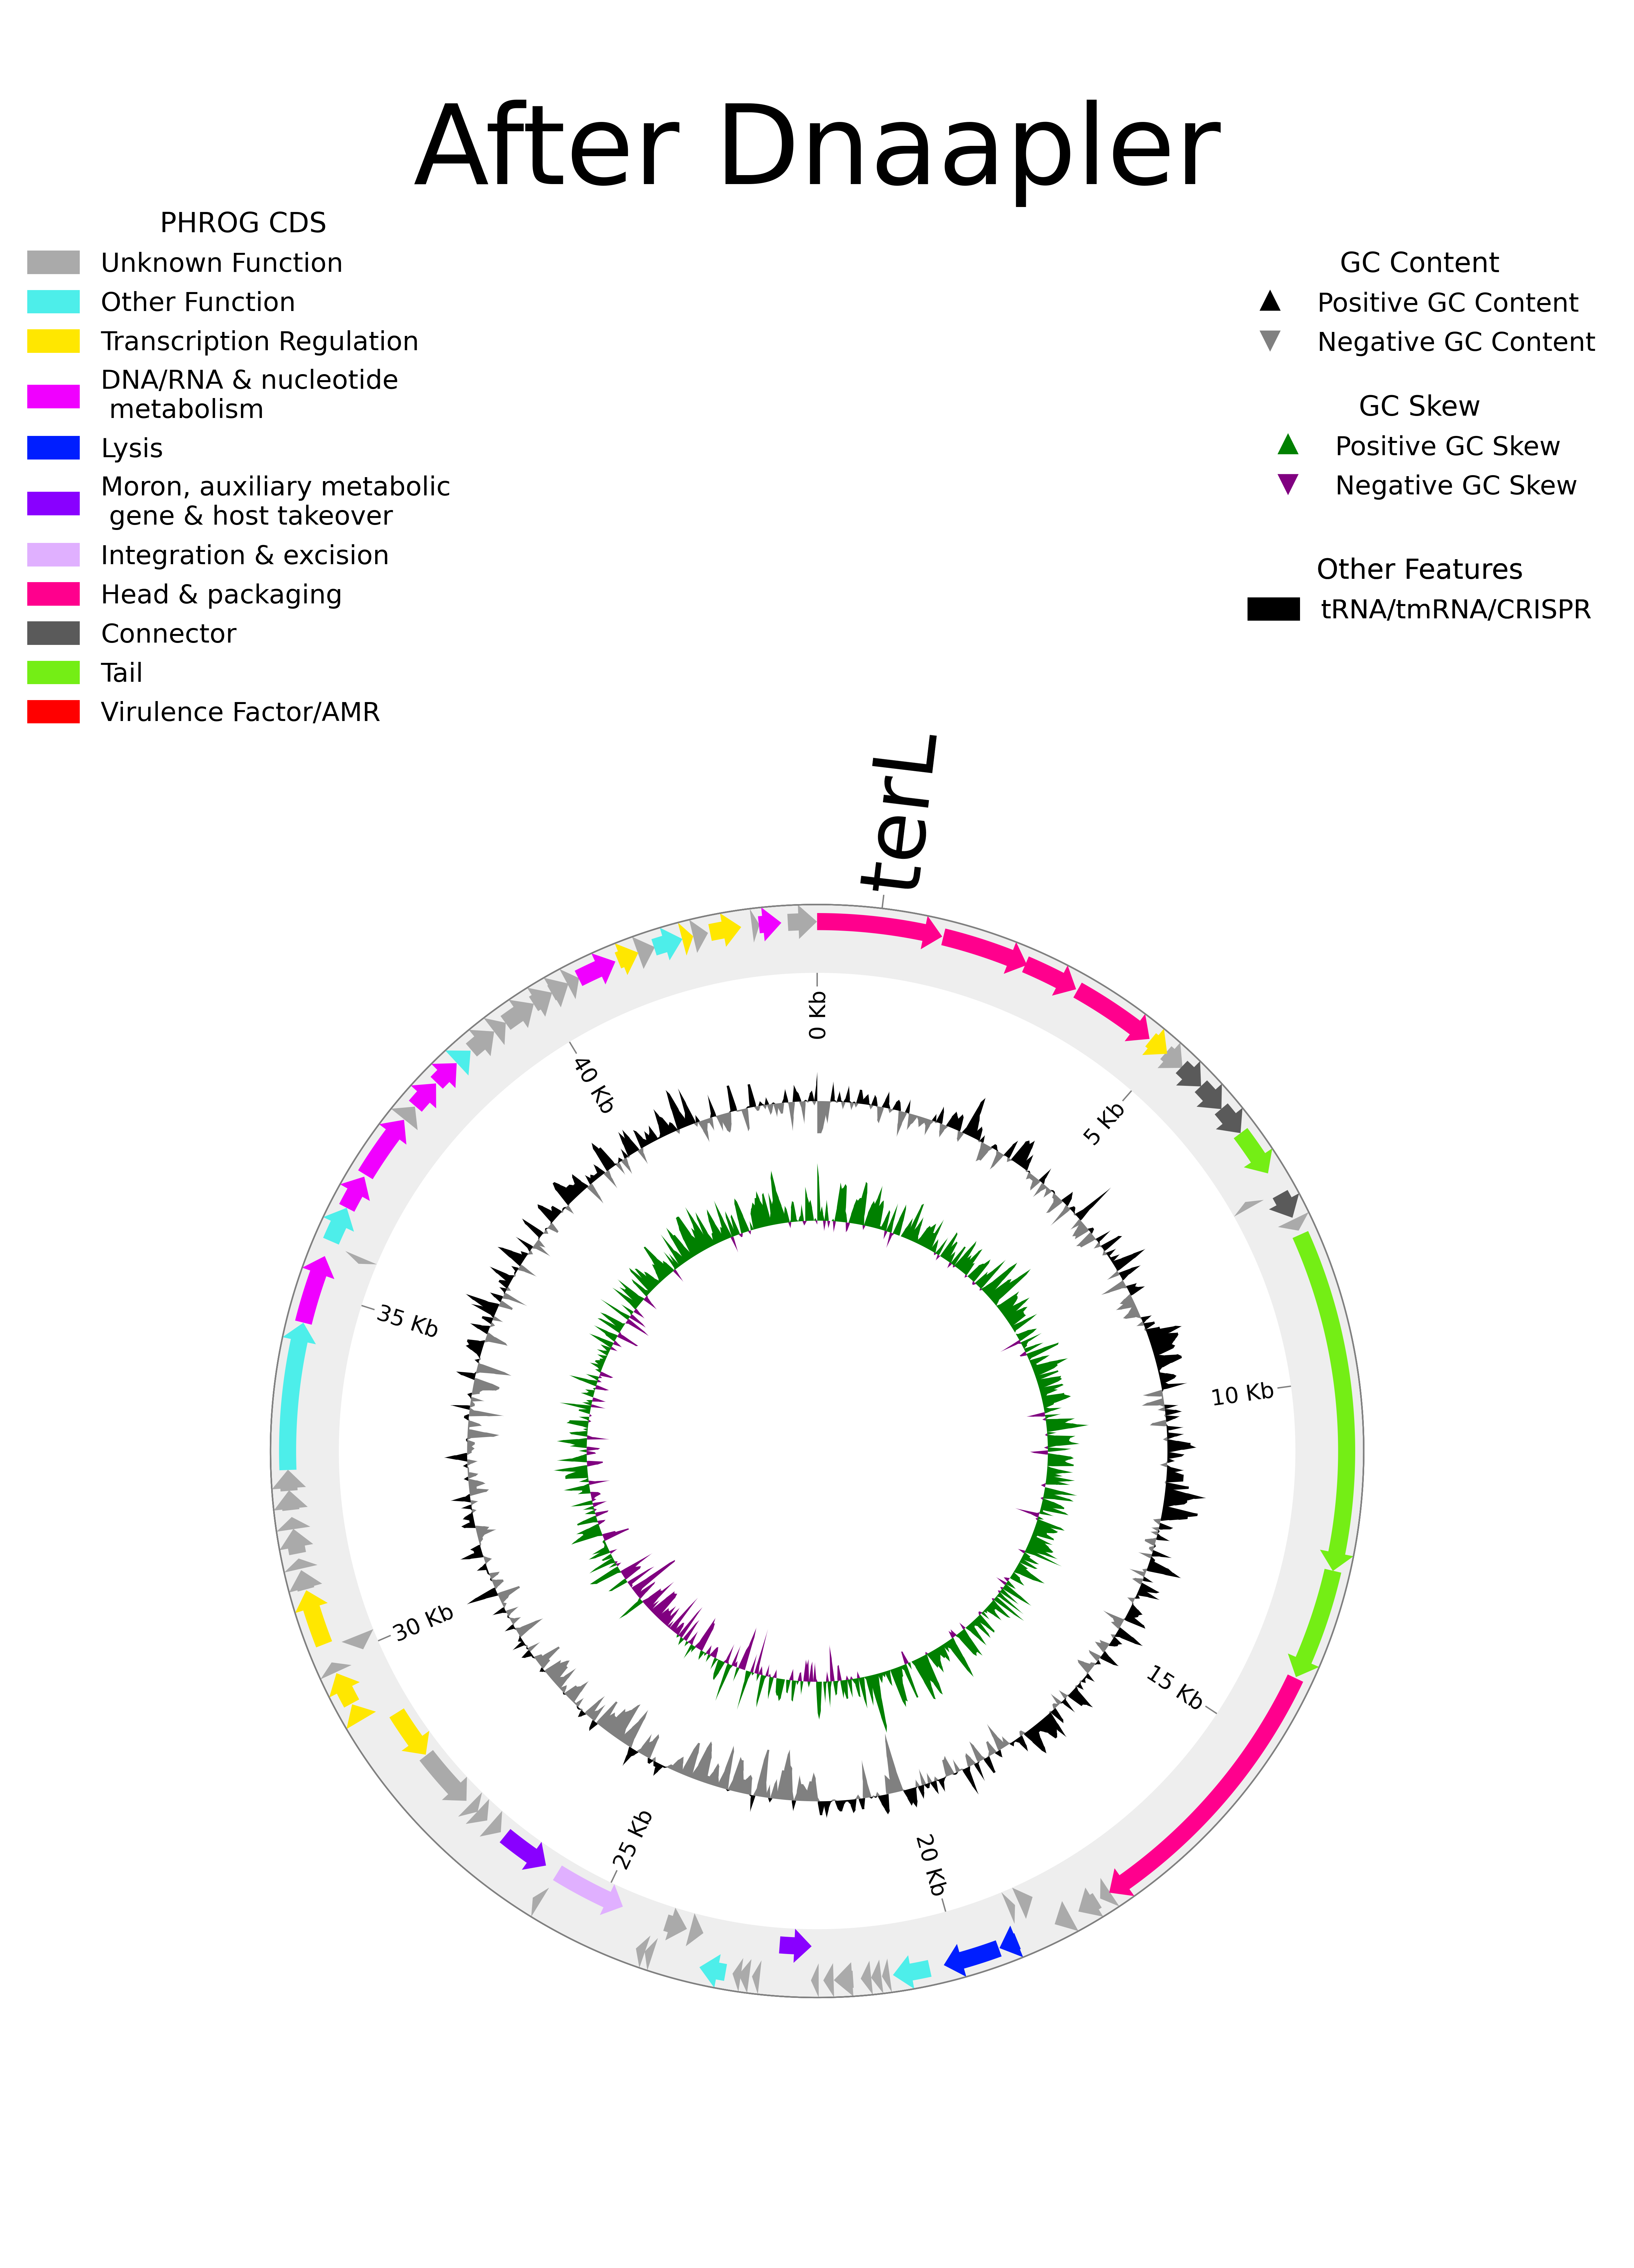 After Dnaapler
PHROG CDS
Unknown Function
Other Function
Transcription Regulation
DNA/RNA & nucleotide
metabolism
Lysis
Moron, auxiliary metabolic
gene & host takeover
Integration & excision
Head & packaging
Connector
Tail
Virulence Factor/AMR
GC Content
Positive GC Content
Negative GC Content
GC Skew
Positive GC Skew
Negative GC Skew
Other Features
tRNA/tmRNA/CRISPR
terL
0 Kb
5 Kb
10 Kb
15 Kb
20 Kb
25 Kb
30 Kb
35 Kb
40 Kb